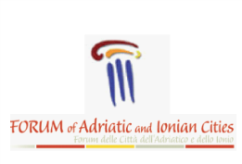 FORUM of Adriatic and Ionian Cities
Forum delle Città dell'Adriatico e dello Ionio